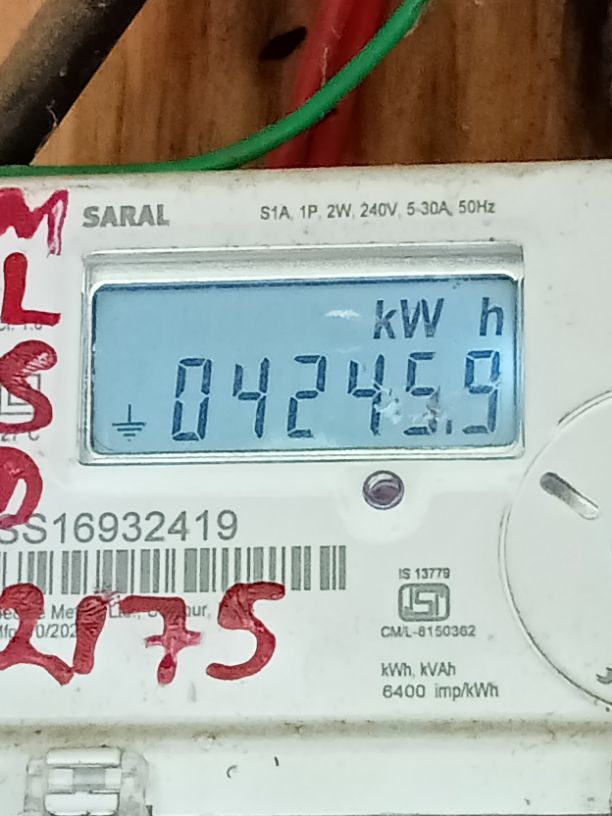 SARAL
S1A, 1P, 2W, 240V, 5-30A, 50Hz
M
L
kW h
04245.9
S
SS16932419
IS 13779
ISI
CM/L-8150362
2175
kWh, kVAh
6400 imp/kWh